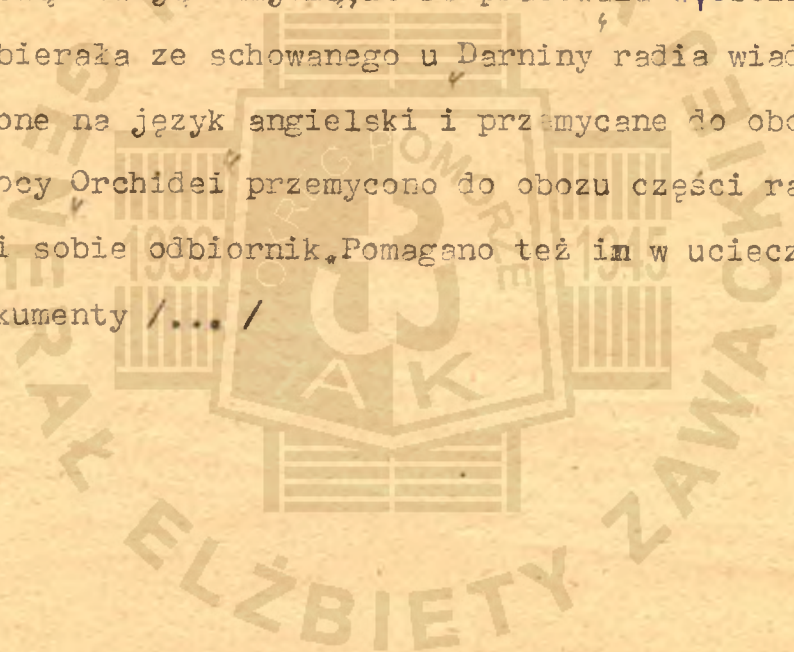 bierała ze schowanego u Darniny radia wiad
one na język angielski i przemycane do obo
ocy Orchidei przemycono do obozu części ra
i sobie odbiornik.Pomagano też im w uciecz
kumenty /... /
GENERAŁ ELŻBIETY ZAWACKIEJ
OKRĘG POMORZE
1939 1945
AK